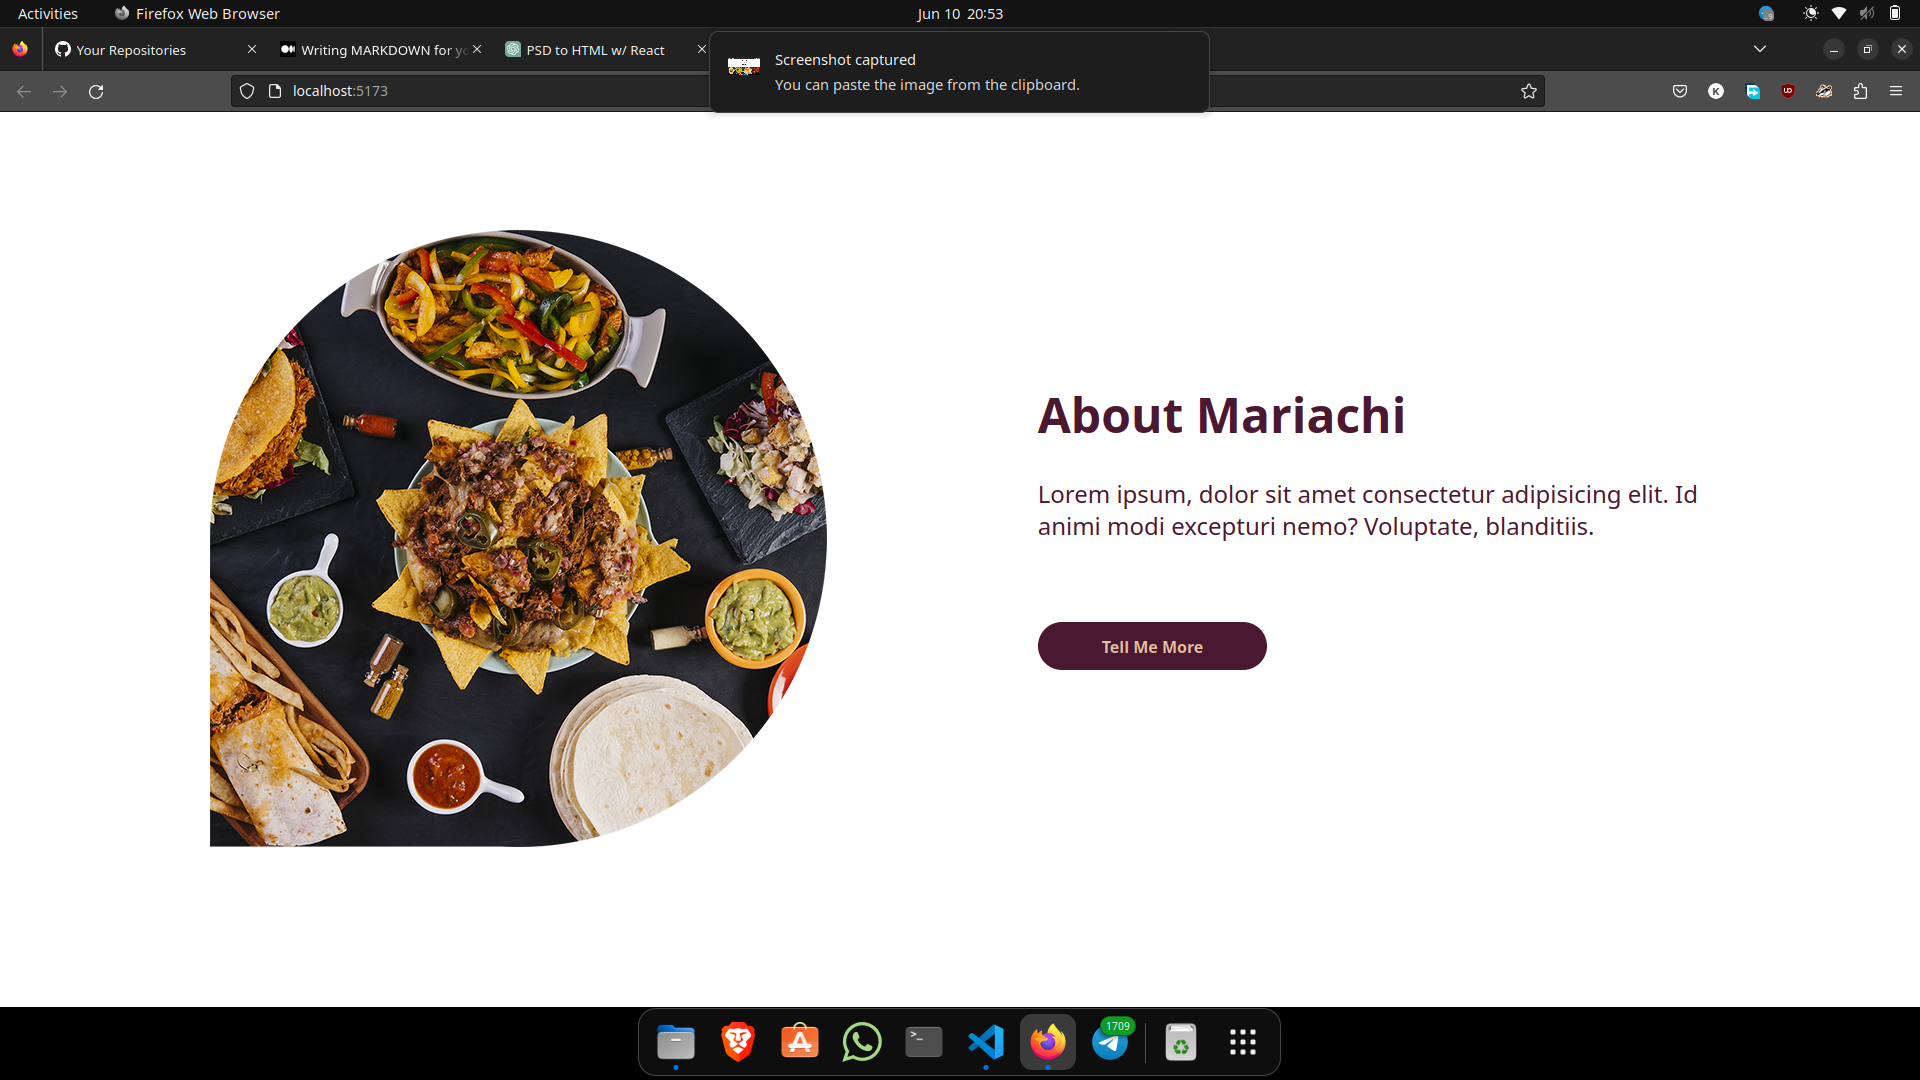 Activities
Firefox Web Browser
Jun 10 20:53
Your Repositories
Writing MARKDOWN for yo
PSD to HTML w/ React
Screenshot captured
You can paste the image from the clipboard.
localhost:5173
K
UD
About Mariachi
Lorem ipsum, dolor sit amet consectetur adipisicing elit. Id
animi modi excepturi nemo? Voluptate, blanditiis.
Tell Me More
1709